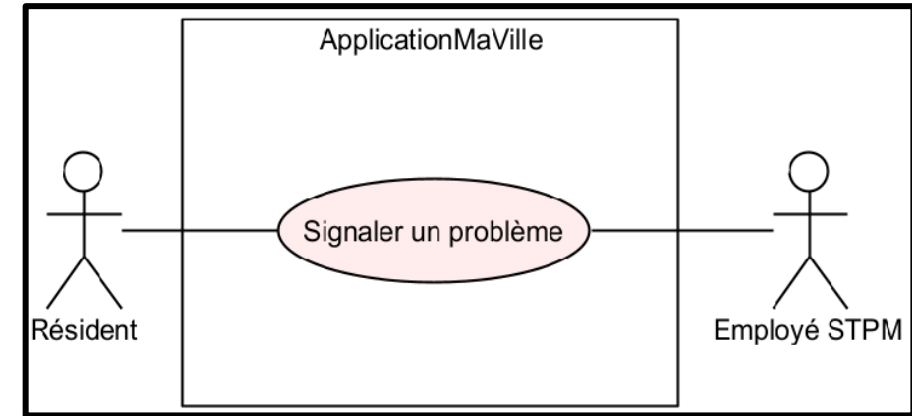 ApplicationMaVille
Signaler un problème
Résident
Employé STPM